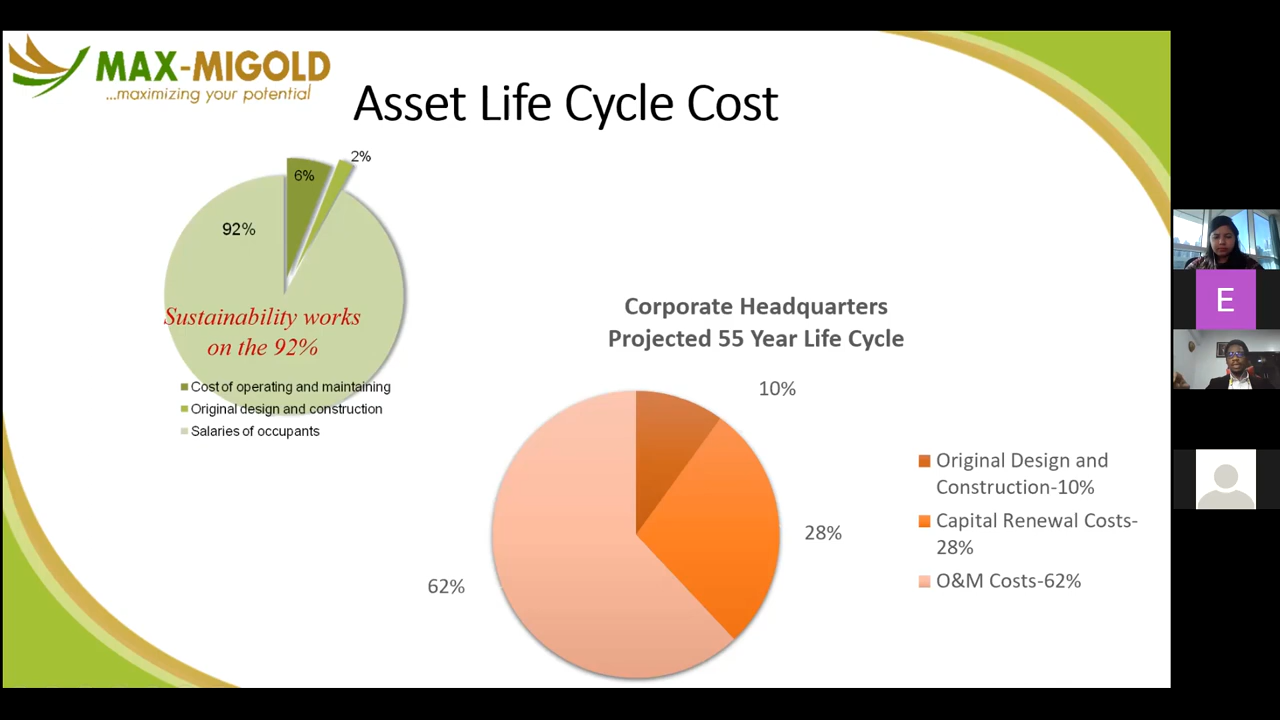 MAX-MIGOLD
...maximizing your potential
Asset Life Cycle Cost
2%
6%
92%
Sustainability works
on the 92%
Cost of operating and maintaining
Original design and construction
Salaries of occupants
Corporate Headquarters
Projected 55 Year Life Cycle
10%
28%
62%
Original Design and
Construction-10%
Capital Renewal Costs-
28%
O&M Costs-62%
E